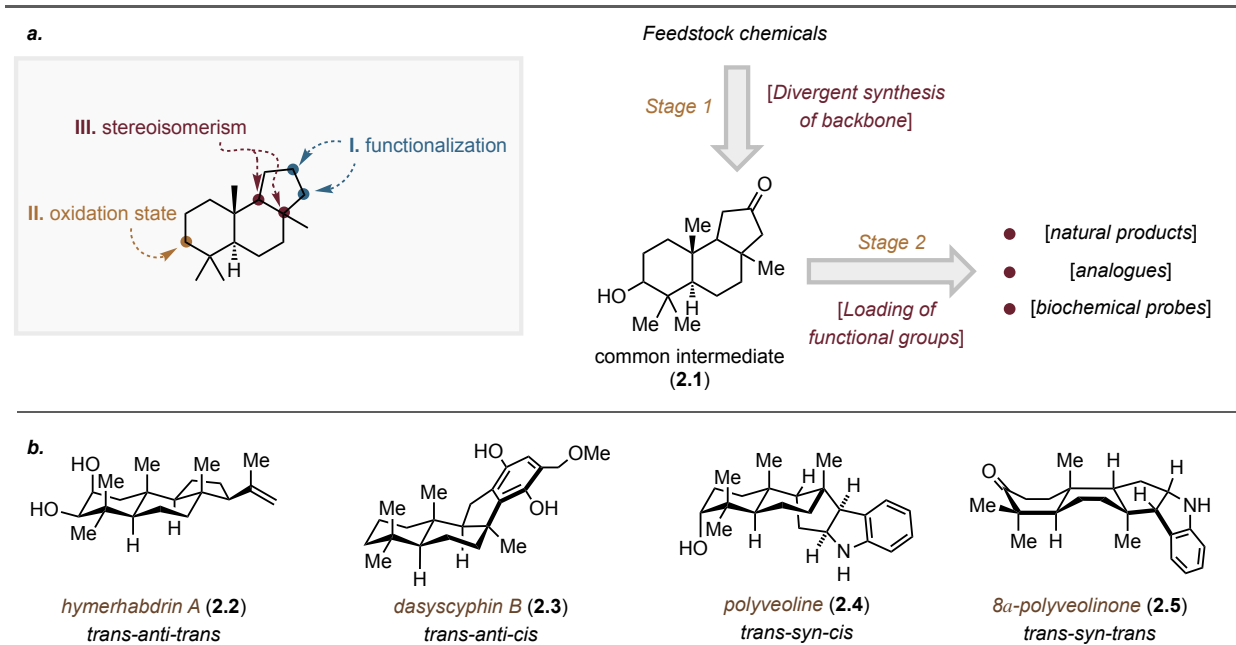 a.
III. stereoisomerism
I. functionalization
II. oxidation state
H
Feedstock chemicals
Stage 1
[Divergent synthesis
of backbone]
O
Me
Me
HO
H
Me
Me
common intermediate
(2.1)
Stage 2
[Loading of
functional groups]
[natural products]
[analogues]
[biochemical probes]
b.
HO
Me
Me
Me
Me
HO
Me
H
H
hymerhabdrin A (2.2)
trans-anti-trans
HO
OMe
OH
Me
Me
Me
Me
H
H
dasyscyphin B (2.3)
trans-anti-cis
Me
Me
Me
H
H
Me
HO
H
H
N
H
polyveoline (2.4)
trans-syn-cis
O
Me
H
H
H
NH
Me
Me
H
Me
8a-polyveolinone (2.5)
trans-syn-trans